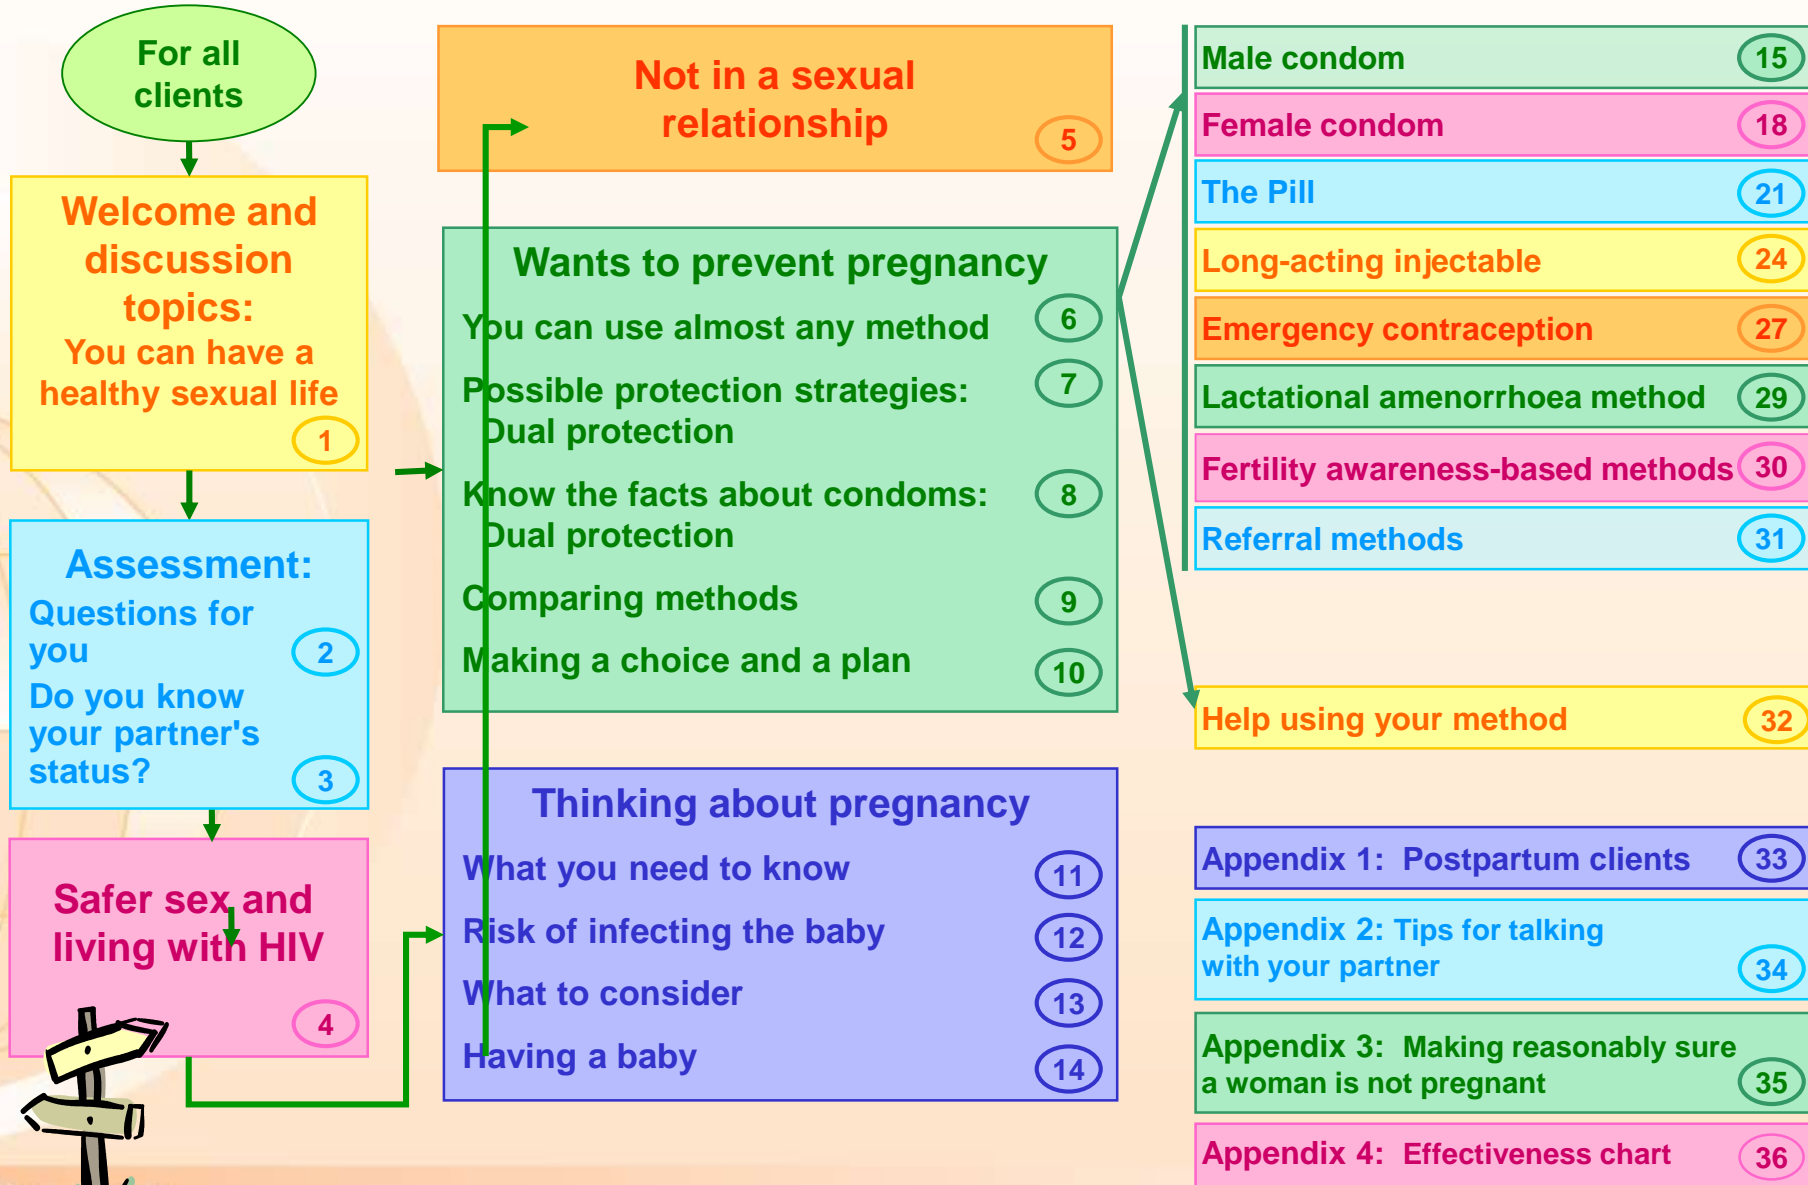 For all
clients
Welcome and
discussion
topics:
You can have a
healthy sexual life
1
Assessment:
Questions for
you
2
Do you know
your partner's
status?
3
Safer sex and
living with HIV
4
Not in a sexual
relationship
5
Wants to prevent pregnancy
You can use almost any method 6
Possible protection strategies: 7
Dual protection
Know the facts about condoms: 8
Dual protection
Comparing methods 9
Making a choice and a plan 10
Thinking about pregnancy
What you need to know 11
Risk of infecting the baby 12
What to consider 13
Having a baby 14
Male condom 15
Female condom 18
The Pill 21
Long-acting injectable 24
Emergency contraception 27
Lactational amenorrhoea method 29
Fertility awareness-based methods 30
Referral methods 31
Help using your method 32
Appendix 1: Postpartum clients 33
Appendix 2: Tips for talking
with your partner 34
Appendix 3: Making reasonably sure
a woman is not pregnant 35
Appendix 4: Effectiveness chart 36